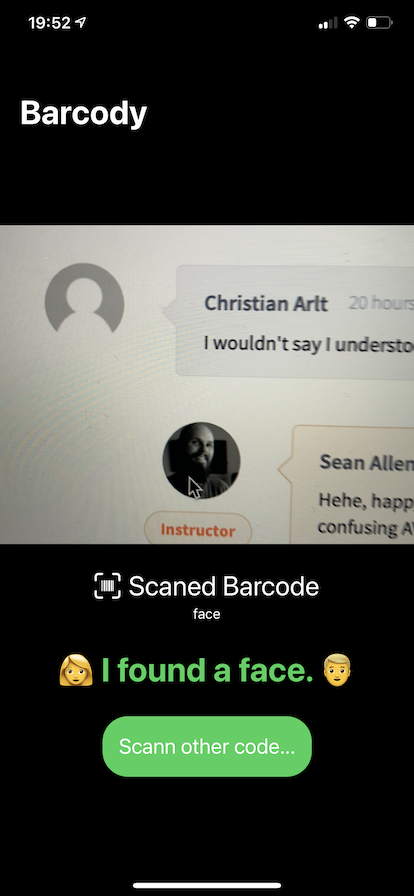 19:52
Barcody
Christian Arlt 20 hours
I wouldn't say I understo
Sean Allen
Hehe, happ
confusing A
Instructor
Scaned Barcode
face
I found a face.
Scann other code...